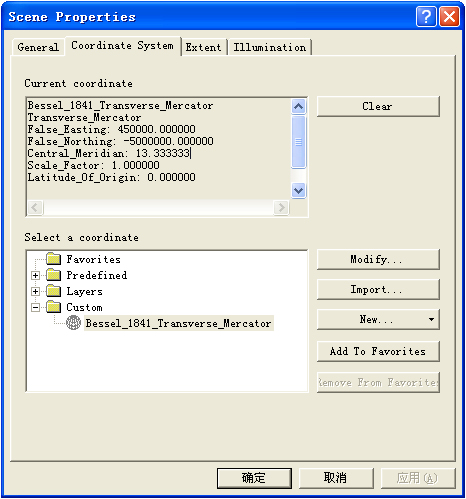 Scene Properties
General
Coordinate System
Extent
Illumination
Current coordinate
Bessel_1841_Transverse_Mercator
Transverse_Mercator
False_Easting: 450000.000000
False_Northing: -5000000.000000
Central_Meridian: 13.333333
Scale_Factor: 1.000000
Latitude_Of_Origin: 0.000000
Clear
Select a coordinate
Favorites
Predefined
Layers
Custom
Bessel_1841_Transverse_Mercator
Modify...
Import...
New...
Add To Favorites
Remove From Favorites
确定
取消
应用(A)